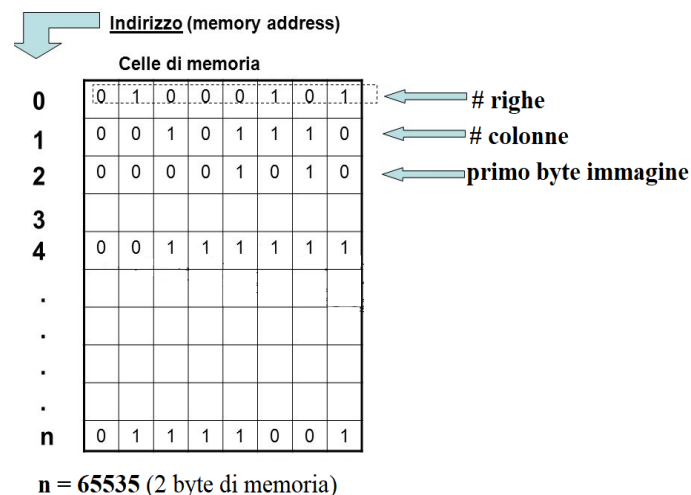 Indirizzo (memory address)
Celle di memoria
0 0 1 0 0 0 1 0 1 # righe
1 0 0 1 0 1 1 1 0 # colonne
2 0 0 0 0 1 0 1 0 primo byte immagine
3
4 0 0 1 1 1 1 1 1
.
.
.
.
n 0 1 1 1 1 0 0 1
n = 65535 (2 byte di memoria)